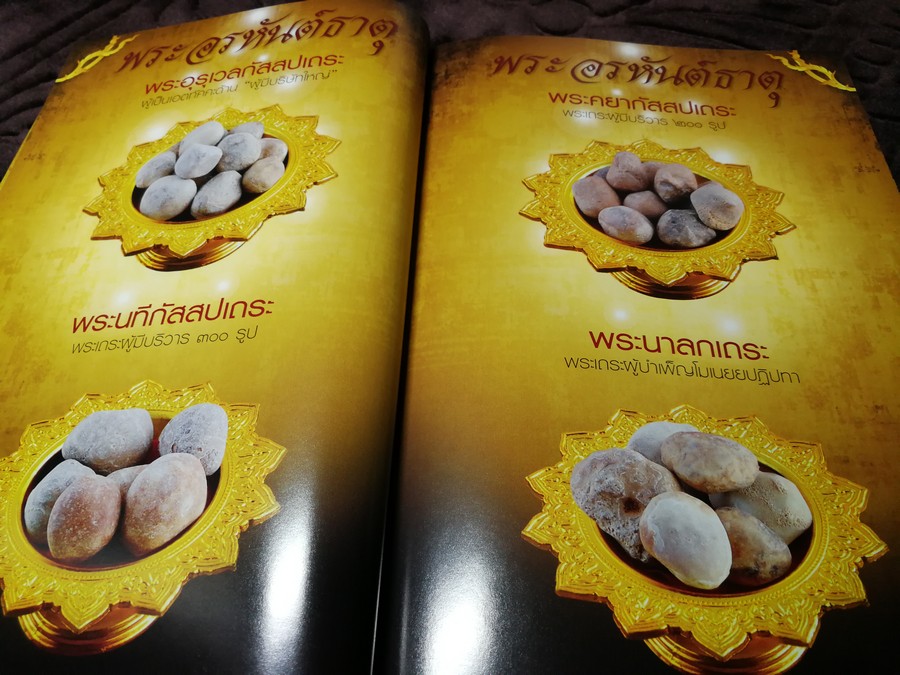 พระอรหันต์ธาตุ
พระอุรุเวลกัสสปเถระ
ผู้เป็นเอตทัคคะด้าน "ผู้มีบริษัทใหญ่"
พระนทีกัสสปเถระ
พระเถระผู้มีบริวาร ๓๐๐ รูป
พระอรหันต์ธาตุ
พระคยากัสสปเถระ
พระเถระผู้มีบริวาร ๒๐๐ รูป
พระนาลกเถระ
พระเถระผู้บำเพ็ญโมเนยยปฏิปทา